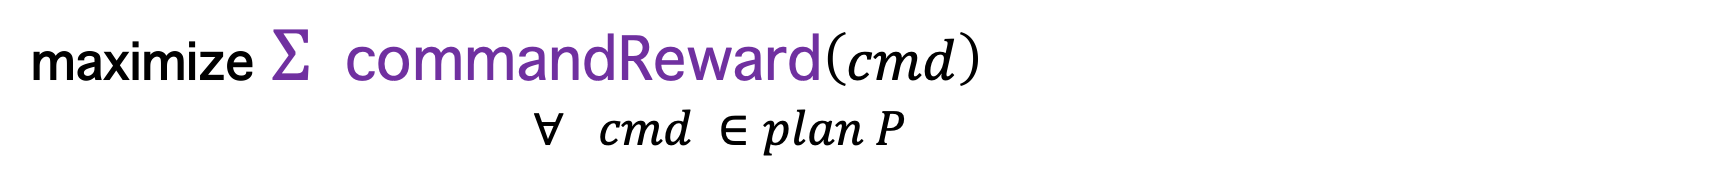 maximize Σ commandReward(cmd)
∀ cmd ∈ plan P